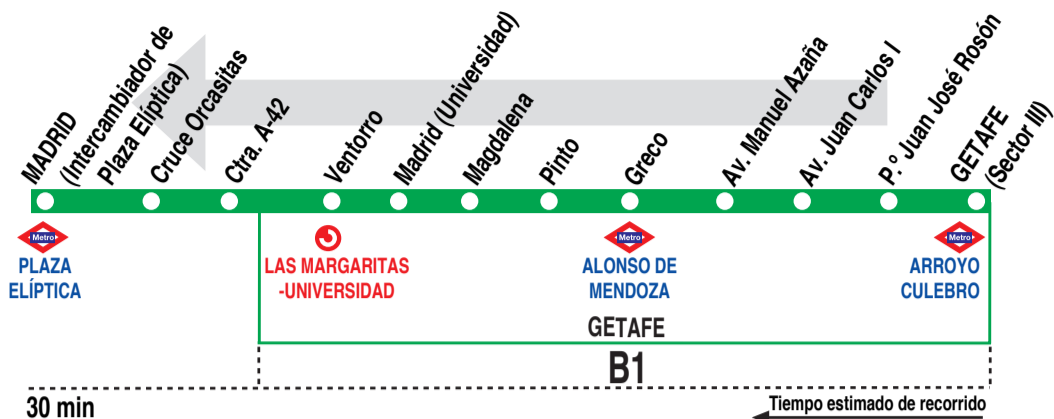 MADRID
(Intercambiador de
Plaza Elíptica)
Cruce Orcasitas
Ctra. A-42
Ventorro
Madrid (Universidad)
Magdalena
Pinto
Greco
Av. Manuel Azaña
Av. Juan Carlos I
P.º Juan José Rosón
GETAFE
(Sector III)
Metro
PLAZA
ELÍPTICA
LAS MARGARITAS
-UNIVERSIDAD
Metro
ALONSO DE
MENDOZA
Metro
ARROYO
CULEBRO
GETAFE
B1
30 min
Tiempo estimado de recorrido